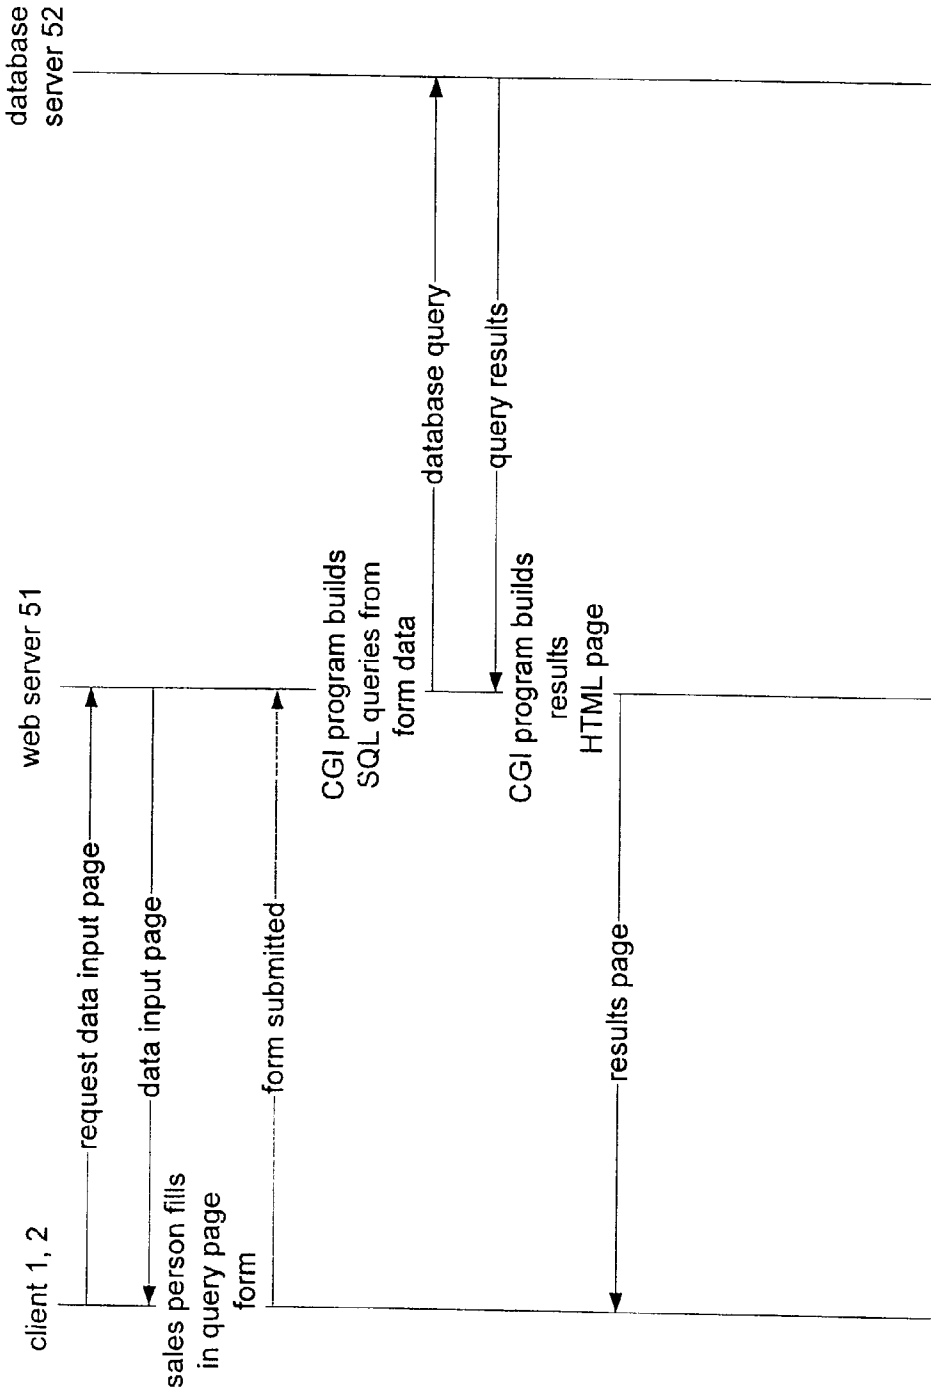 client 1, 2
web server 51
database
server 52
request data input page
data input page
sales person fills
in query page
form
form submitted
CGI program builds
SQL queries from
form data
database query
query results
CGI program builds
results
HTML page
results page